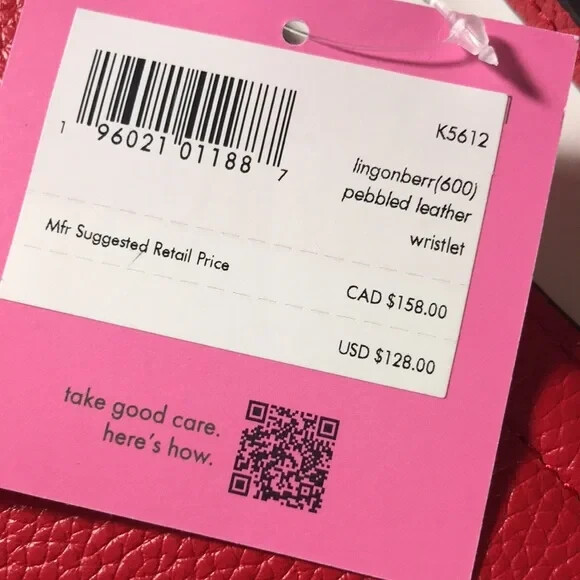 K5612
1 96021 01188 7
lingonberr(600)
pebbled leather
wristlet
Mfr Suggested Retail Price
CAD $158.00
USD $128.00
take good care.
here's how.